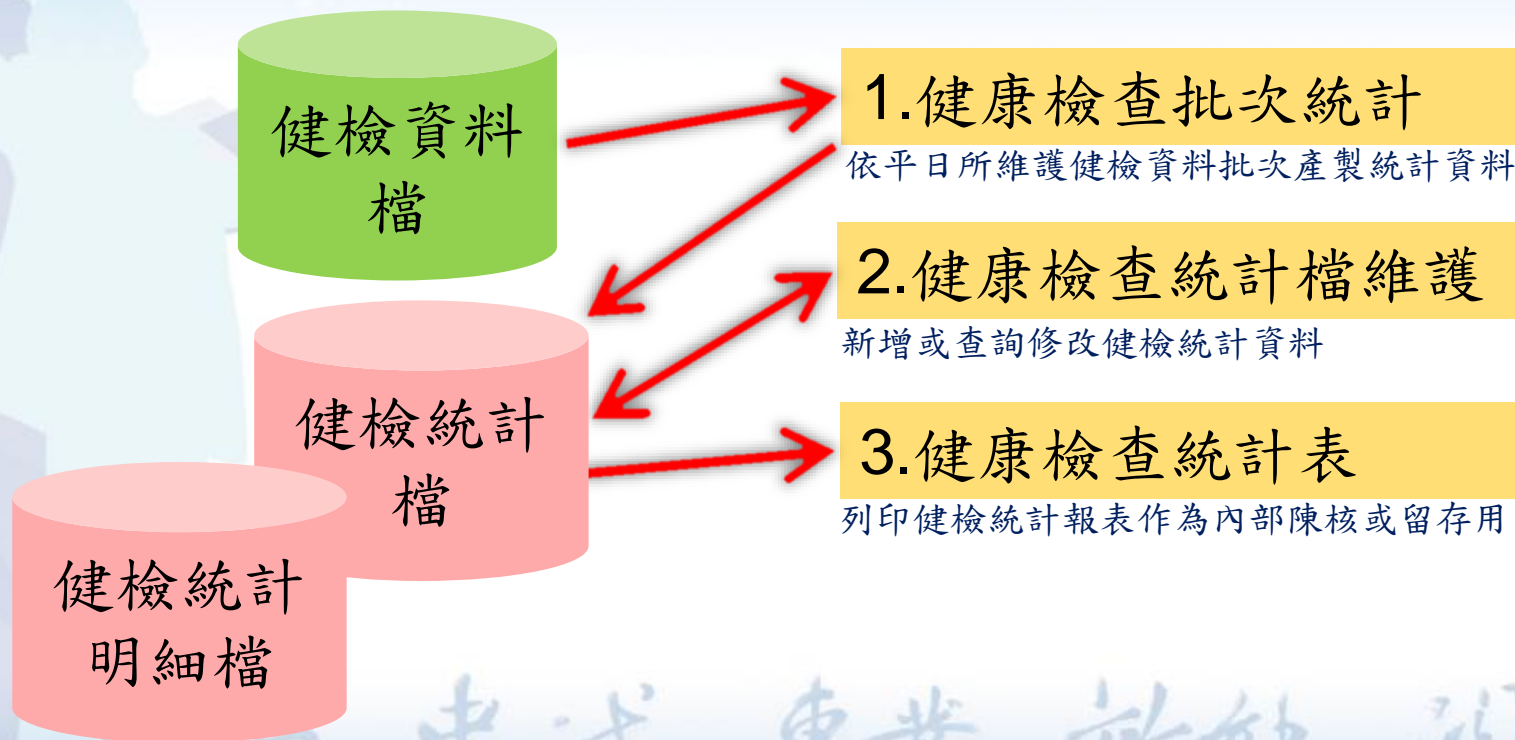 健檢資料
檔
1.健康檢查批次統計
依平日所維護健檢資料批次產製統計資料
2.健康檢查統計檔維護
新增或查詢修改健檢統計資料
健檢統計
檔
3.健康檢查統計表
列印健檢統計報表作為內部陳核或留存用
健檢統計
明細檔